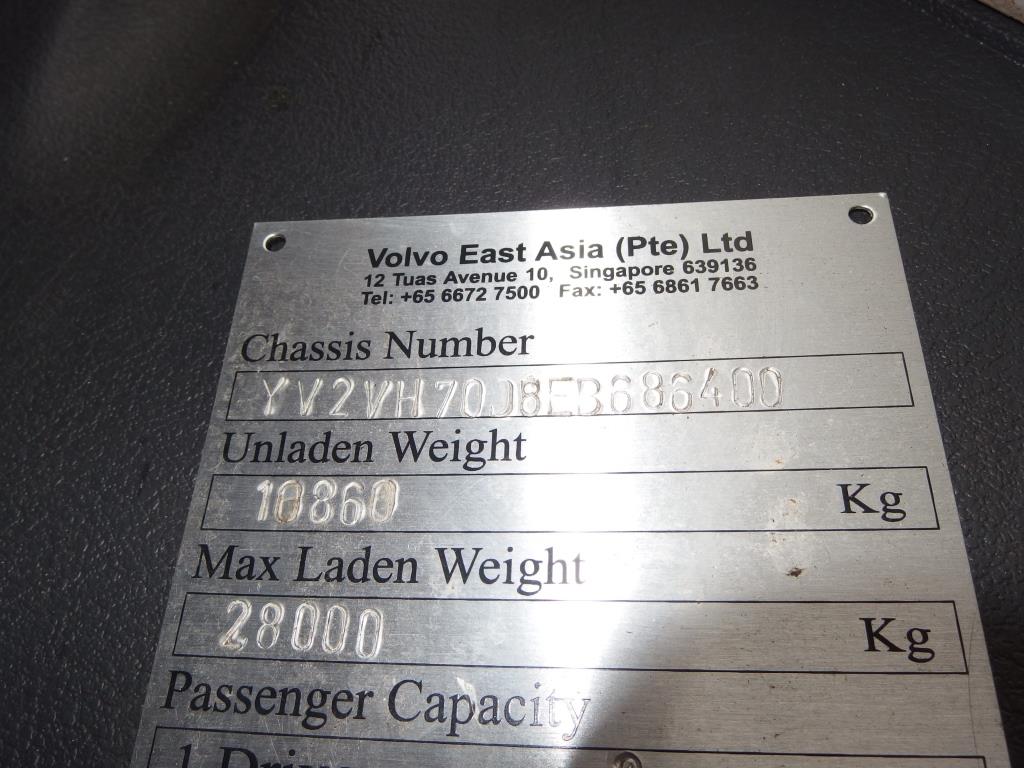 Volvo East Asia (Pte) Ltd
12 Tuas Avenue 10, Singapore 639136
Tel: +65 6672 7500 Fax: +65 6861 7663
Chassis Number
YV2VH70J8EB686400
Unladen Weight
10860 Kg
Max Laden Weight
28000 Kg
Passenger Capacity